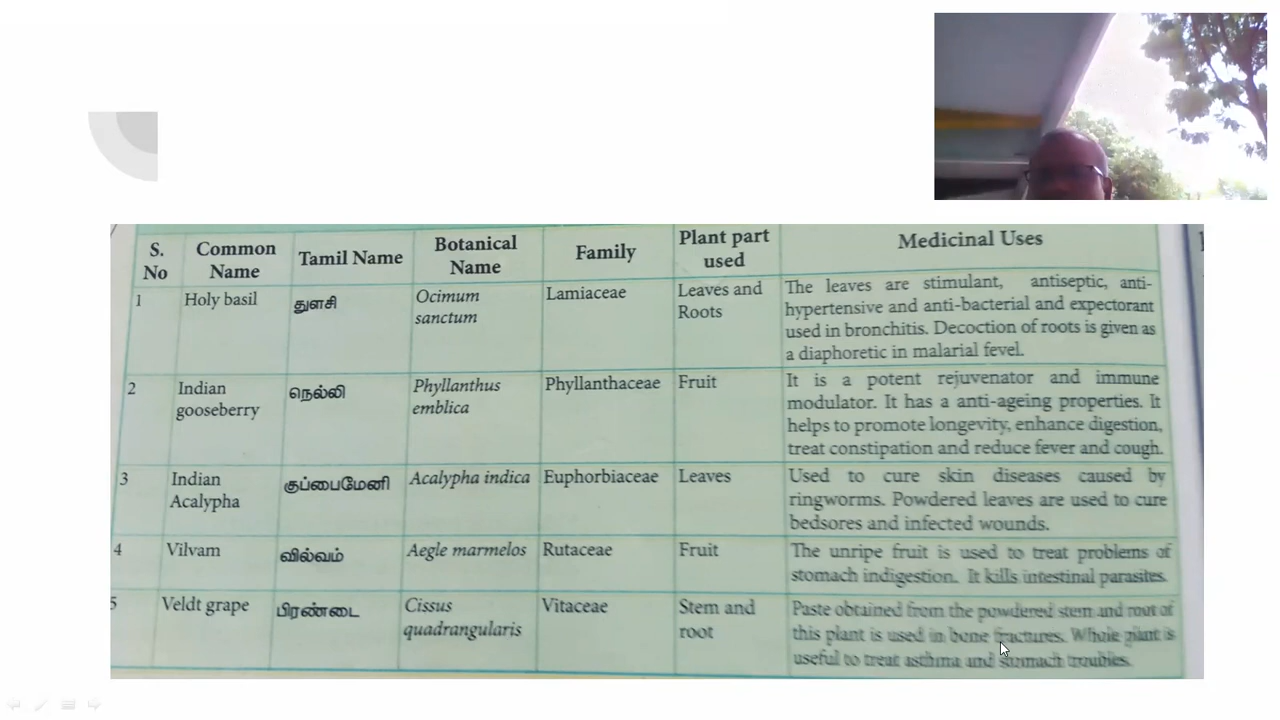 S. No
Common Name
Tamil Name
Botanical Name
Family
Plant part used
Medicinal Uses
1
Holy basil
துளசி
Ocimum
sanctum
Lamiaceae
Leaves and
Roots
The leaves are stimulant, antiseptic, anti-
hypertensive and anti-bacterial and expectorant
used in bronchitis. Decoction of roots is given as
a diaphoretic in malarial fevel.
2
Indian
gooseberry
நெல்லி
Phyllanthus
emblica
Phyllanthaceae
Fruit
It is a potent rejuvenator and immune
modulator. It has a anti-ageing properties. It
helps to promote longevity, enhance digestion,
treat constipation and reduce fever and cough.
3
Indian
Acalypha
குப்பைமேனி
Acalypha indica
Euphorbiaceae
Leaves
Used to cure skin diseases caused by
ringworms. Powdered leaves are used to cure
bedsores and infected wounds.
4
Vilvam
வில்வம்
Aegle marmelos
Rutaceae
Fruit
The unripe fruit is used to treat problems of
stomach indigestion. It kills intestinal parasites.
5
Veldt grape
பிரண்டை
Cissus
quadrangularis
Vitaceae
Stem and
root
Paste obtained from the powdered stem and root of
this plant is used in bone fractures. Whole plant is
useful to treat asthma and stomach troubles.